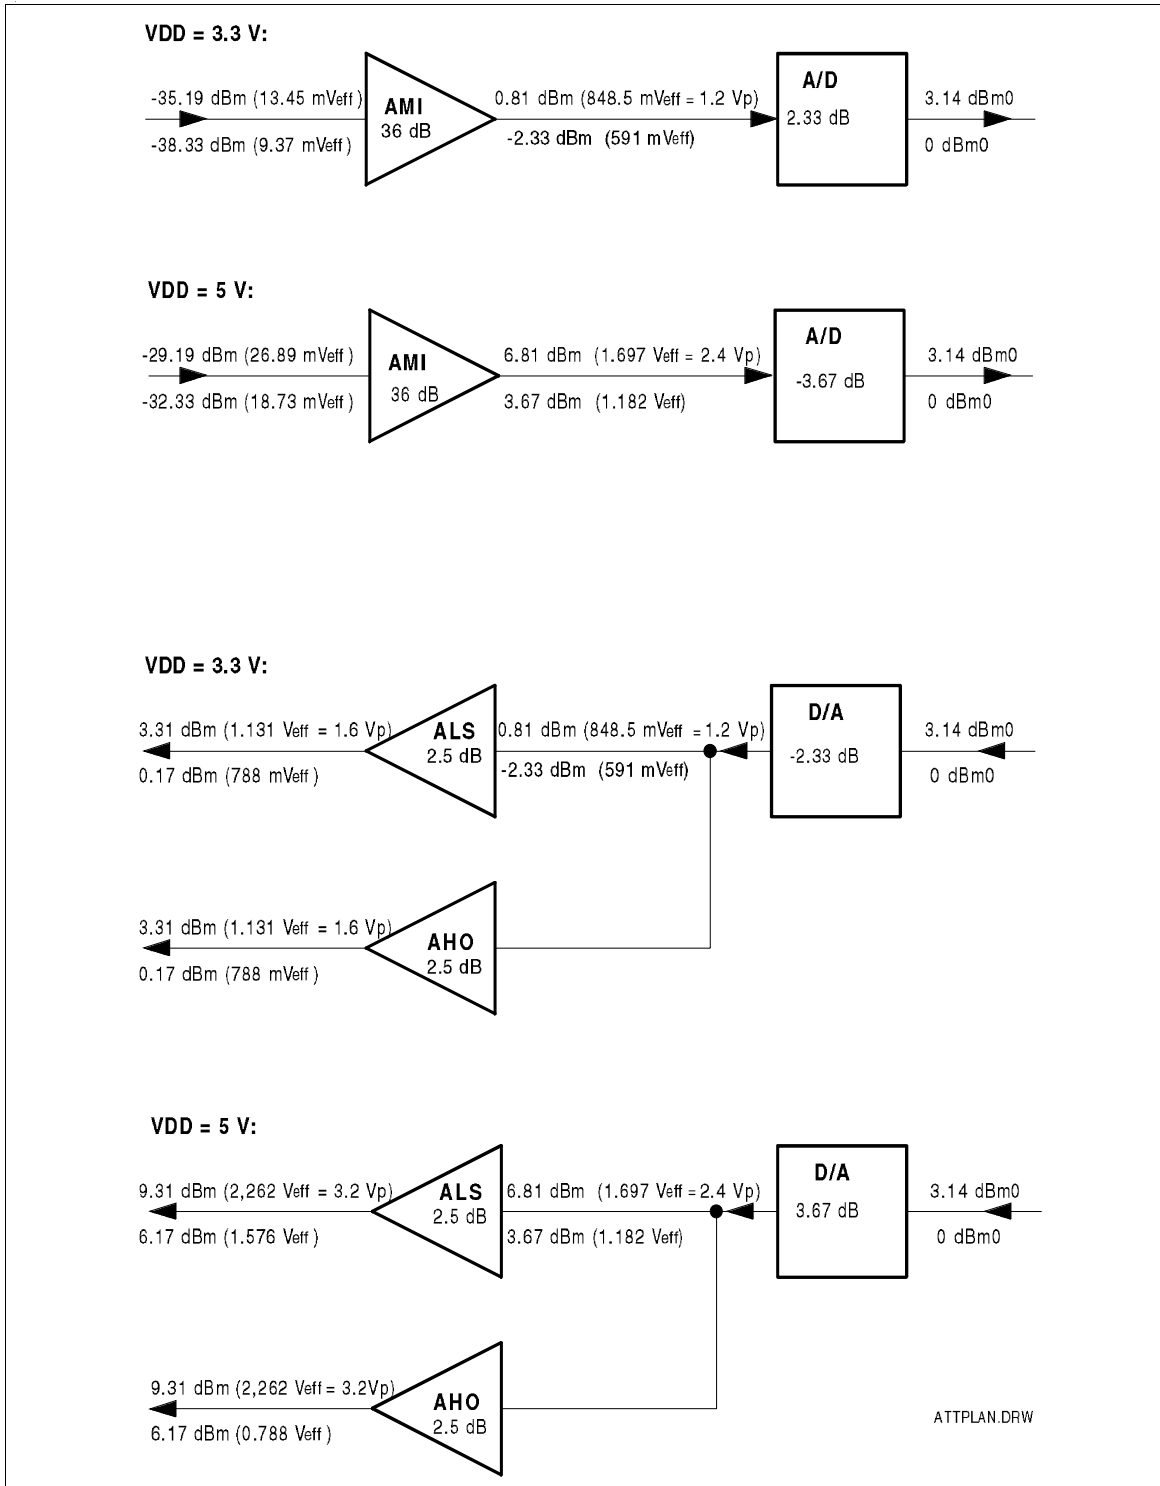 VDD = 3.3 V:
-35.19 dBm (13.45 mVeff)
-38.33 dBm (9.37 mVeff)
AMI
36 dB
0.81 dBm (848.5 mVeff = 1.2 Vp)
-2.33 dBm (591 mVeff)
A/D
2.33 dB
3.14 dBm0
0 dBm0
VDD = 5 V:
-29.19 dBm (26.89 mVeff)
-32.33 dBm (18.73 mVeff)
AMI
36 dB
6.81 dBm (1.697 Veff = 2.4 Vp)
3.67 dBm (1.182 Veff)
A/D
-3.67 dB
3.14 dBm0
0 dBm0
VDD = 3.3 V:
3.31 dBm (1.131 Veff = 1.6 Vp)
0.17 dBm (788 mVeff)
ALS
2.5 dB
0.81 dBm (848.5 mVeff = 1.2 Vp)
-2.33 dBm (591 mVeff)
D/A
-2.33 dB
3.14 dBm0
0 dBm0
3.31 dBm (1.131 Veff = 1.6 Vp)
0.17 dBm (788 mVeff)
AHO
2.5 dB
VDD = 5 V:
9.31 dBm (2,262 Veff = 3.2 Vp)
6.17 dBm (1.576 Veff)
ALS
2.5 dB
6.81 dBm (1.697 Veff = 2.4 Vp)
3.67 dBm (1.182 Veff)
D/A
3.67 dB
3.14 dBm0
0 dBm0
9.31 dBm (2,262 Veff = 3.2Vp)
6.17 dBm (0.788 Veff)
AHO
2.5 dB
ATTPLAN.DRW